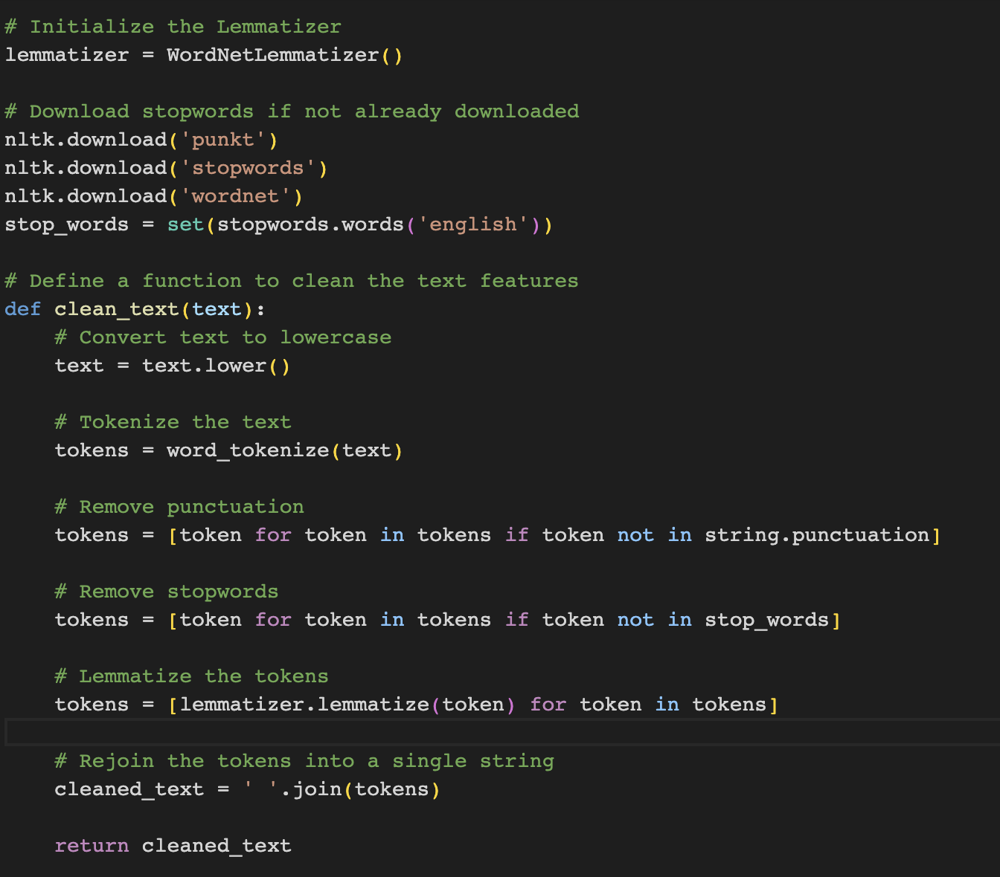 # Initialize the Lemmatizer
lemmatizer = WordNetLemmatizer()
# Download stopwords if not already downloaded
nltk.download('punkt')
nltk.download('stopwords')
nltk.download('wordnet')
stop_words = set(stopwords.words('english'))
# Define a function to clean the text features
def clean_text(text):
    # Convert text to lowercase
    text = text.lower()
    # Tokenize the text
    tokens = word_tokenize(text)
    # Remove punctuation
    tokens = [token for token in tokens if token not in string.punctuation]
    # Remove stopwords
    tokens = [token for token in tokens if token not in stop_words]
    # Lemmatize the tokens
    tokens = [lemmatizer.lemmatize(token) for token in tokens]
    # Rejoin the tokens into a single string
    cleaned_text = ' '.join(tokens)
    return cleaned_text